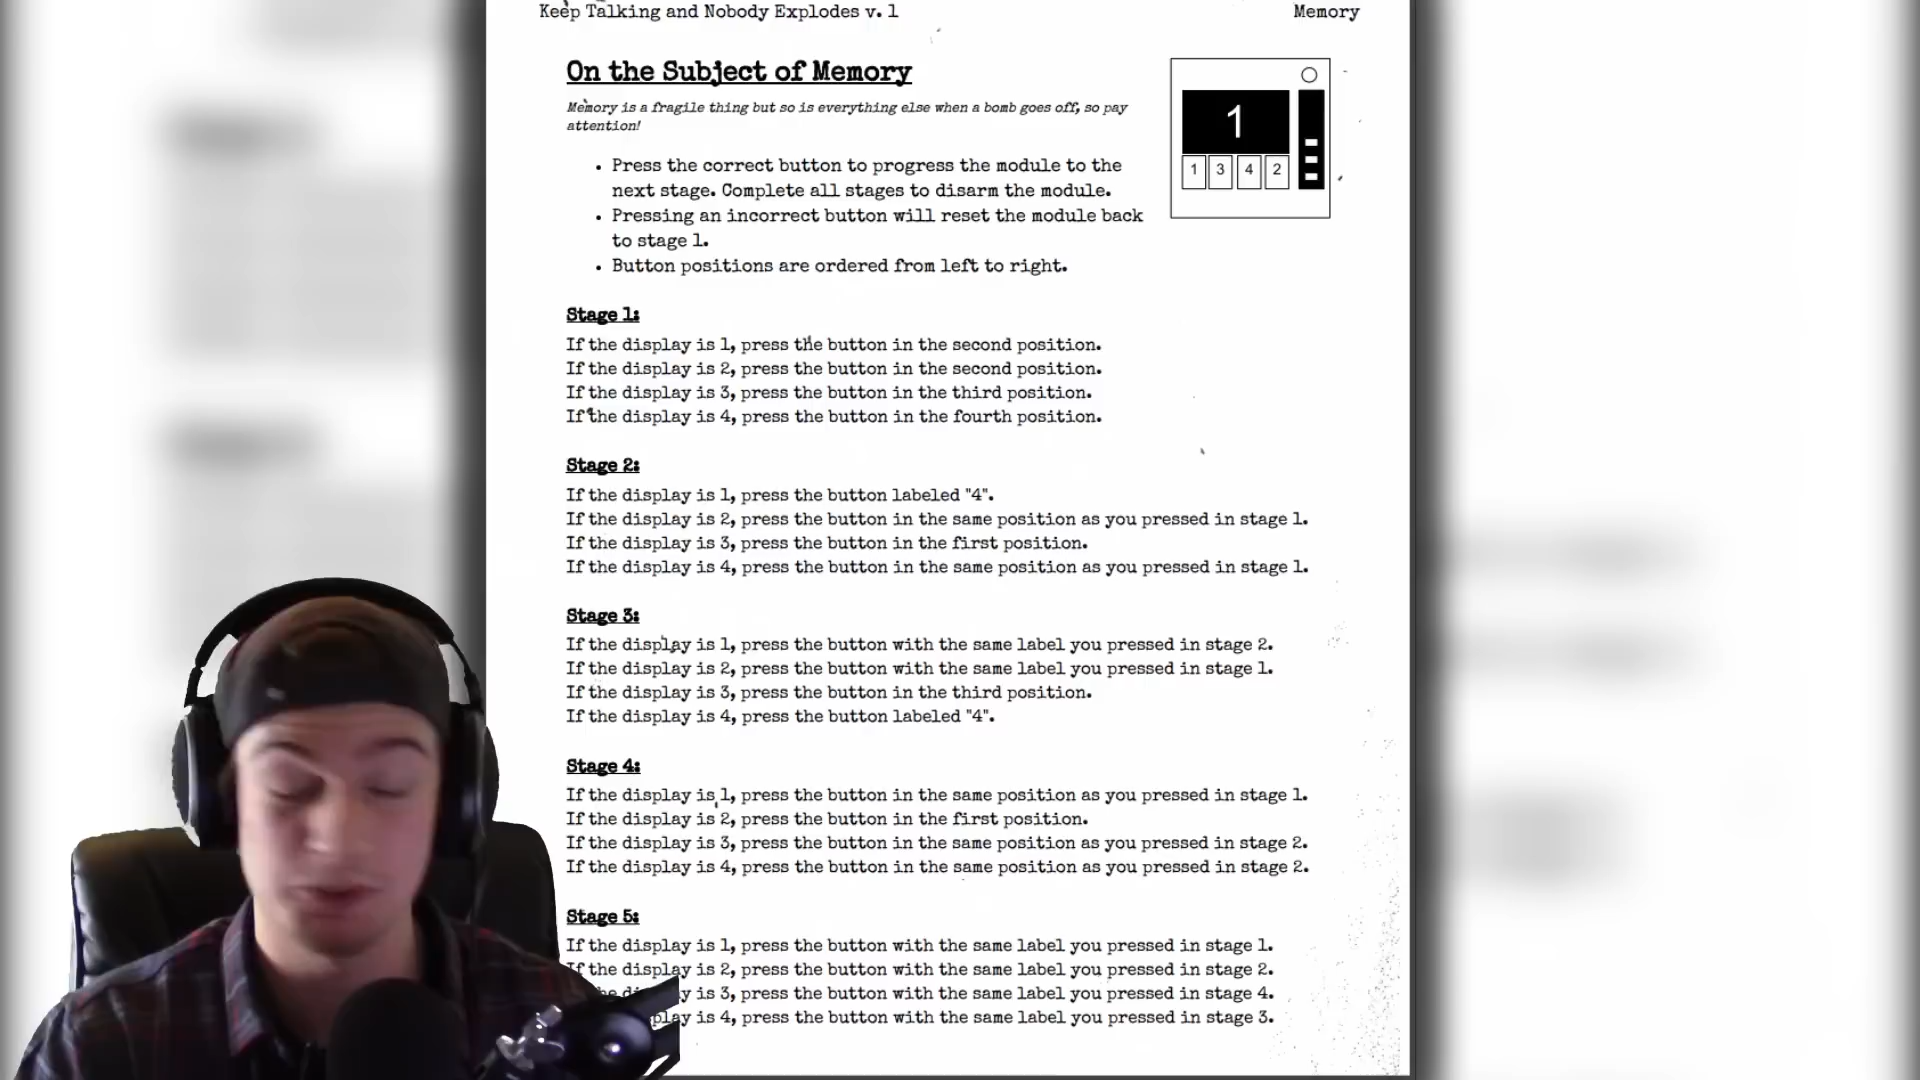 Keep Talking and Nobody Explodes v. 1
Memory
On the Subject of Memory
Memory is a fragile thing but so is everything else when a bomb goes off, so pay
attention!
1
1 3 4 2
• Press the correct button to progress the module to the
next stage. Complete all stages to disarm the module.
• Pressing an incorrect button will reset the module back
to stage 1.
• Button positions are ordered from left to right.
Stage 1:
If the display is 1, press the button in the second position.
If the display is 2, press the button in the second position.
If the display is 3, press the button in the third position.
If the display is 4, press the button in the fourth position.
Stage 2:
If the display is 1, press the button labeled "4".
If the display is 2, press the button in the same position as you pressed in stage 1.
If the display is 3, press the button in the first position.
If the display is 4, press the button in the same position as you pressed in stage 1.
Stage 3:
If the display is 1, press the button with the same label you pressed in stage 2.
If the display is 2, press the button with the same label you pressed in stage 1.
If the display is 3, press the button in the third position.
If the display is 4, press the button labeled "4".
Stage 4:
If the display is 1, press the button in the same position as you pressed in stage 1.
If the display is 2, press the button in the first position.
If the display is 3, press the button in the same position as you pressed in stage 2.
If the display is 4, press the button in the same position as you pressed in stage 2.
Stage 5:
If the display is 1, press the button with the same label you pressed in stage 1.
If the display is 2, press the button with the same label you pressed in stage 2.
is 3, press the button with the same label you pressed in stage 4.
is 4, press the button with the same label you pressed in stage 3.